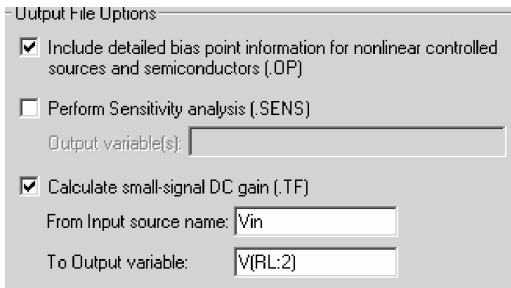 Output File Options
Include detailed bias point information for nonlinear controlled
sources and semiconductors (.OP)
Perform Sensitivity analysis (.SENS)
Output variable(s):
Calculate small-signal DC gain (.TF)
From Input source name: Vin
To Output variable: V(RL:2)